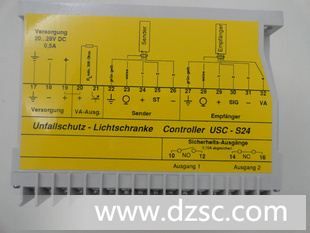 Versorgung
20...29V DC
0,5A
Sender
Empfänger
17 18 19 20 21 22 23 24 25 26 27 28 29 30 31 32
+ - + ST - + - SIG - VA
Versorgung VA-Ausg. Sender Empfänger
Unfallschutz - Lichtschranke Controller USC - S24
Sicherheits-Ausgänge
10 NO 12 14 NO 16
Ausgang 1 Ausgang 2
www.dzsc.com